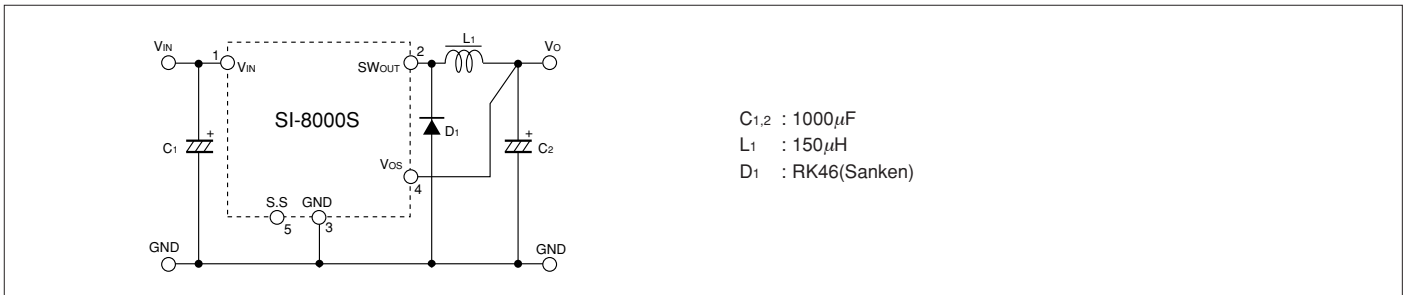 VIN
1
VIN
SWOUT
2
L1
VO
SI-8000S
C1
+
D1
+
C2
VOS
4
S.S
GND
5
3
GND
GND
C1,2 : 1000μF
L1 : 150μH
D1 : RK46(Sanken)